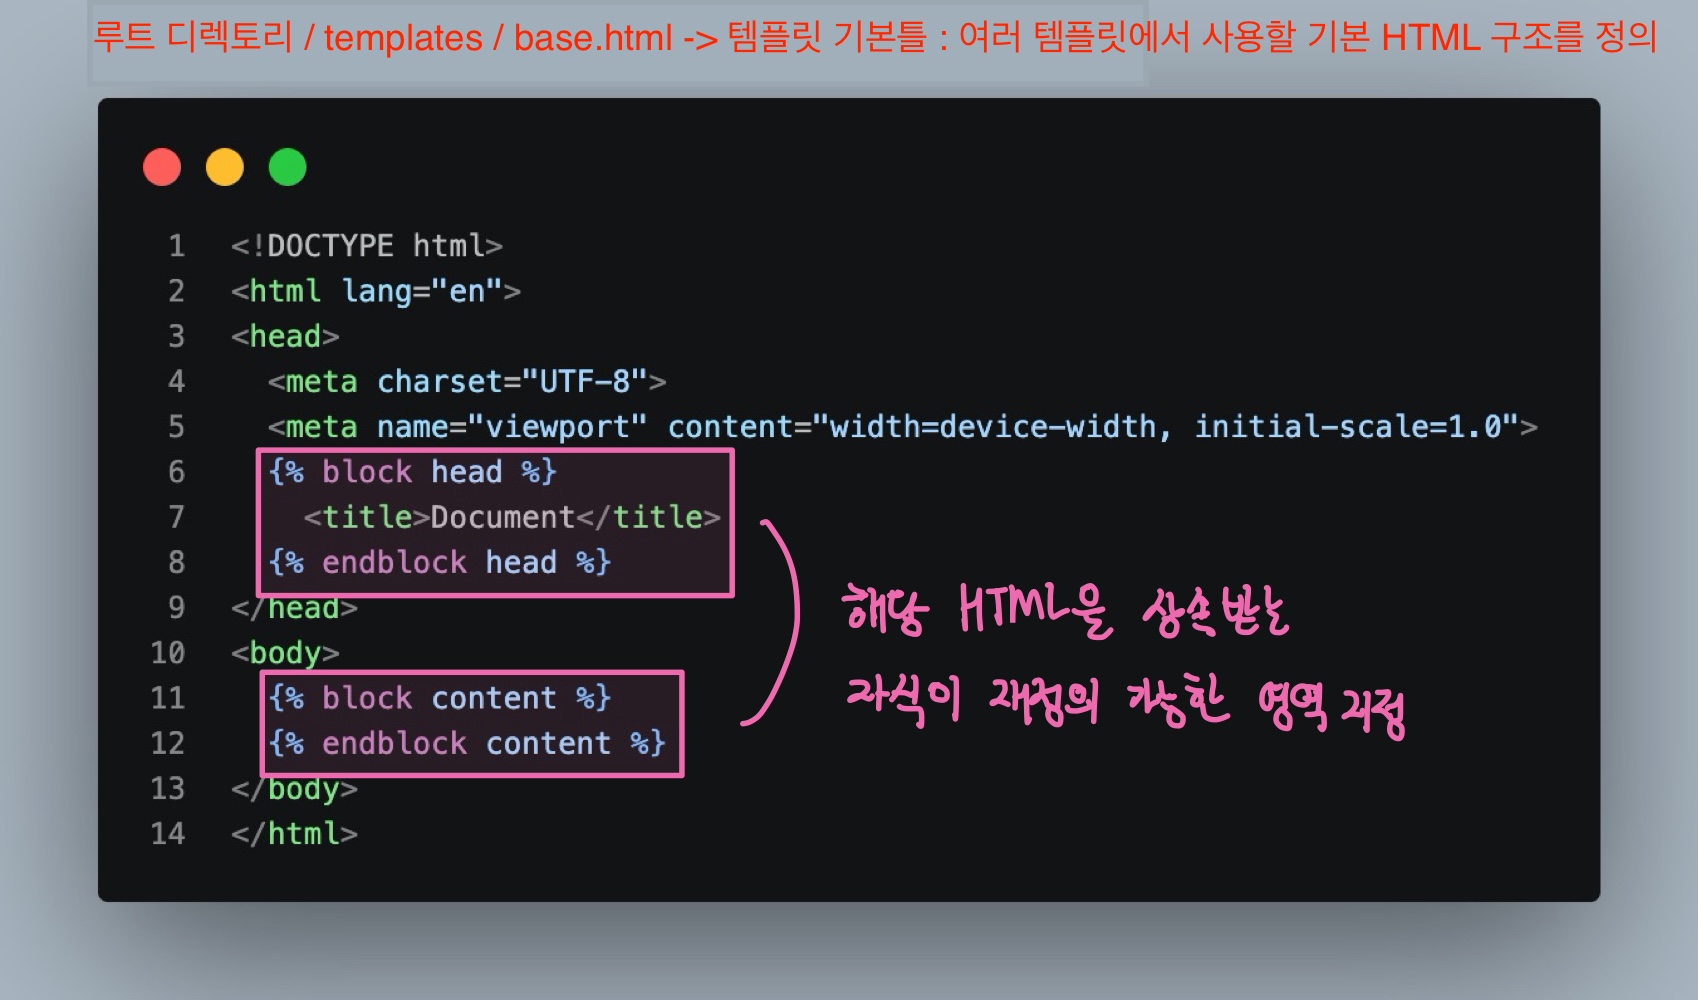 루트 디렉토리 / templates / base.html -> 템플릿 기본틀 : 여러 템플릿에서 사용할 기본 HTML 구조를 정의
1 <!DOCTYPE html>
2 <html lang="en">
3 <head>
4 <meta charset="UTF-8">
5 <meta name="viewport" content="width=device-width, initial-scale=1.0">
6 {% block head %}
7 <title>Document</title>
8 {% endblock head %}
9 </head>
10 <body>
11 {% block content %}
12 {% endblock content %}
13 </body>
14 </html>
해당 HTML을 상속받는
자식이 재정의 가능한 영역 지정